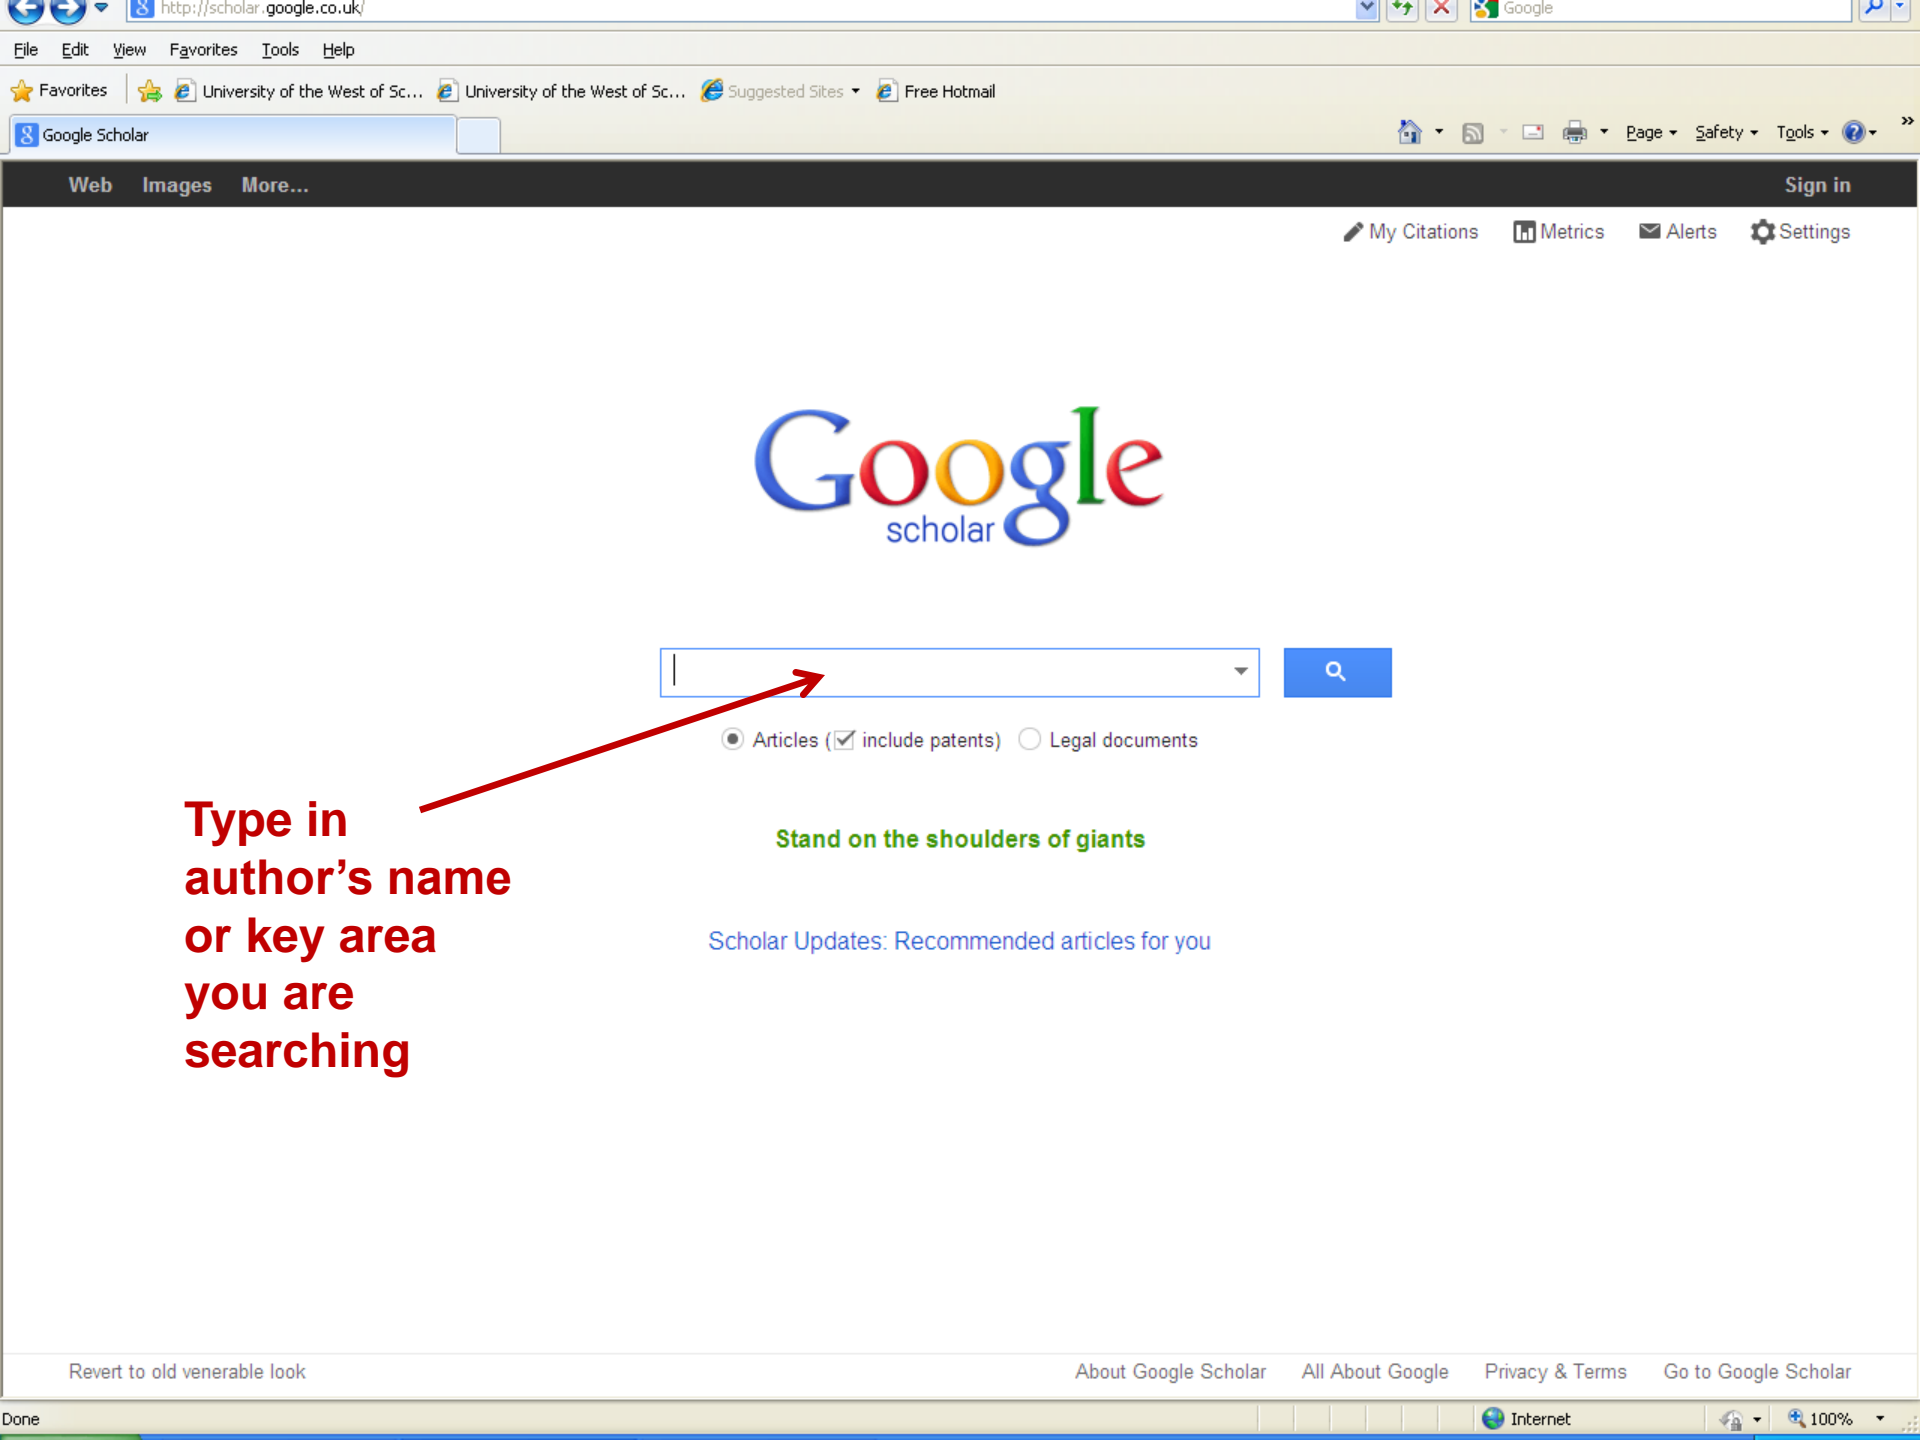 http://scholar.google.co.uk/
Google
File Edit View Favorites Tools Help
Favorites University of the West of Sc... University of the West of Sc... Suggested Sites Free Hotmail
Google Scholar
Page Safety Tools »
Web Images More... Sign in
My Citations Metrics Alerts Settings
Google
scholar
Articles ( include patents) Legal documents
Type in
author’s name
or key area
you are
searching
Stand on the shoulders of giants
Scholar Updates: Recommended articles for you
Revert to old venerable look About Google Scholar All About Google Privacy & Terms Go to Google Scholar
Done Internet 100%